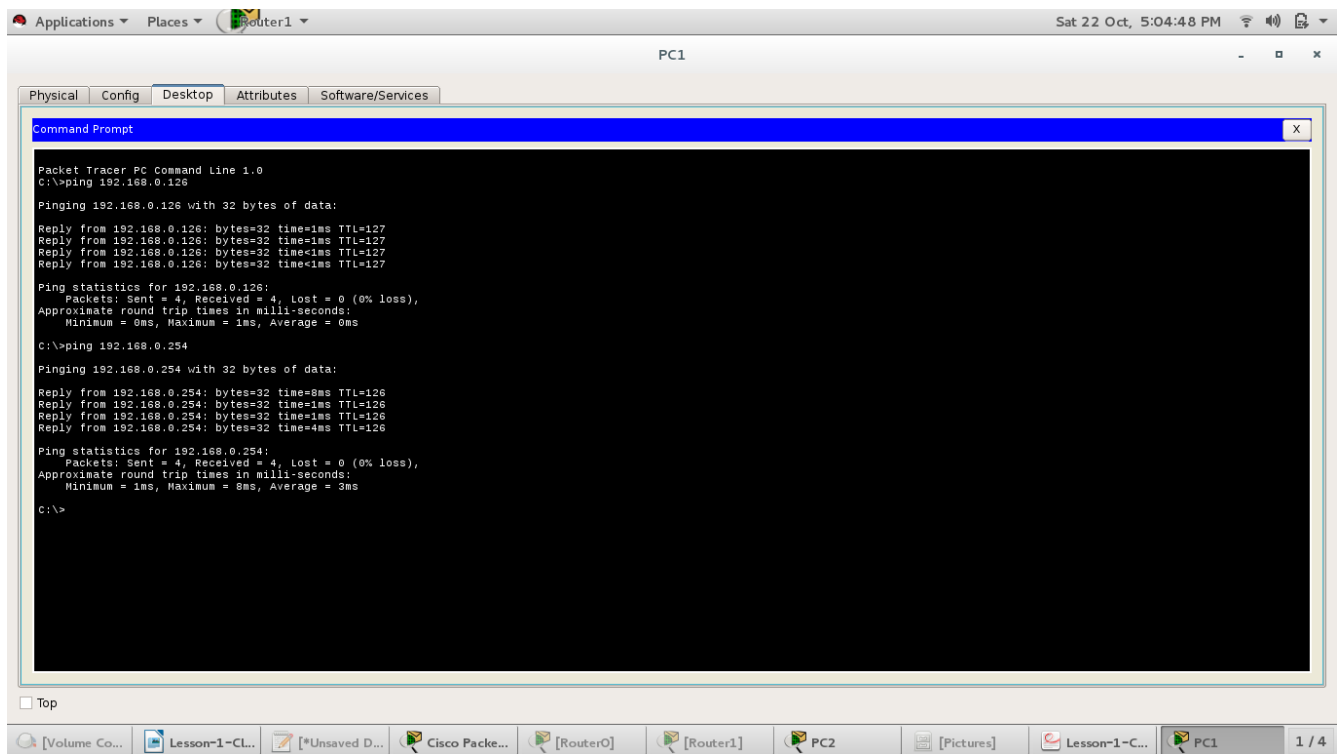 Applications Places Router1 Sat 22 Oct, 5:04:48 PM
PC1
Physical Config Desktop Attributes Software/Services
Command Prompt X
Packet Tracer PC Command Line 1.0
C:\>ping 192.168.0.126
Pinging 192.168.0.126 with 32 bytes of data:
Reply from 192.168.0.126: bytes=32 time=1ms TTL=127
Reply from 192.168.0.126: bytes=32 time=1ms TTL=127
Reply from 192.168.0.126: bytes=32 time<1ms TTL=127
Reply from 192.168.0.126: bytes=32 time<1ms TTL=127
Ping statistics for 192.168.0.126:
Packets: Sent = 4, Received = 4, Lost = 0 (0% loss),
Approximate round trip times in milli-seconds:
Minimum = 0ms, Maximum = 1ms, Average = 0ms
C:\>ping 192.168.0.254
Pinging 192.168.0.254 with 32 bytes of data:
Reply from 192.168.0.254: bytes=32 time=8ms TTL=126
Reply from 192.168.0.254: bytes=32 time=1ms TTL=126
Reply from 192.168.0.254: bytes=32 time=1ms TTL=126
Reply from 192.168.0.254: bytes=32 time=4ms TTL=126
Ping statistics for 192.168.0.254:
Packets: Sent = 4, Received = 4, Lost = 0 (0% loss),
Approximate round trip times in milli-seconds:
Minimum = 1ms, Maximum = 8ms, Average = 3ms
C:\>
Top
[Volume Co... Lesson-1-CL... [*Unsaved D... Cisco Packe... [Router0] [Router1] PC2 [Pictures] Lesson-1-C... PC1 1 / 4